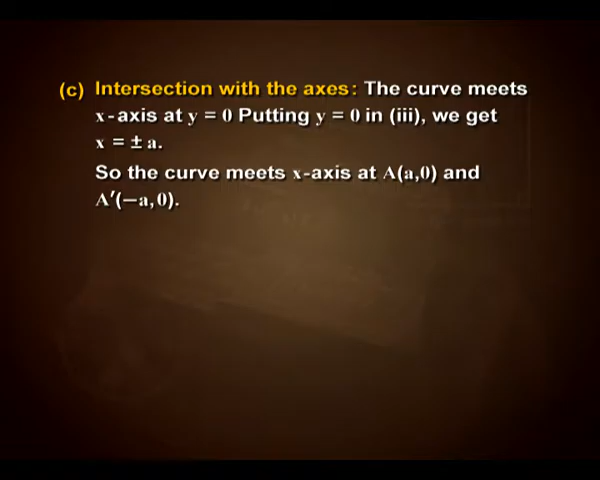 (c) Intersection with the axes: The curve meets
x-axis at y = 0 Putting y = 0 in (iii), we get
x = ± a.
So the curve meets x-axis at A(a,0) and
A′(−a,0).